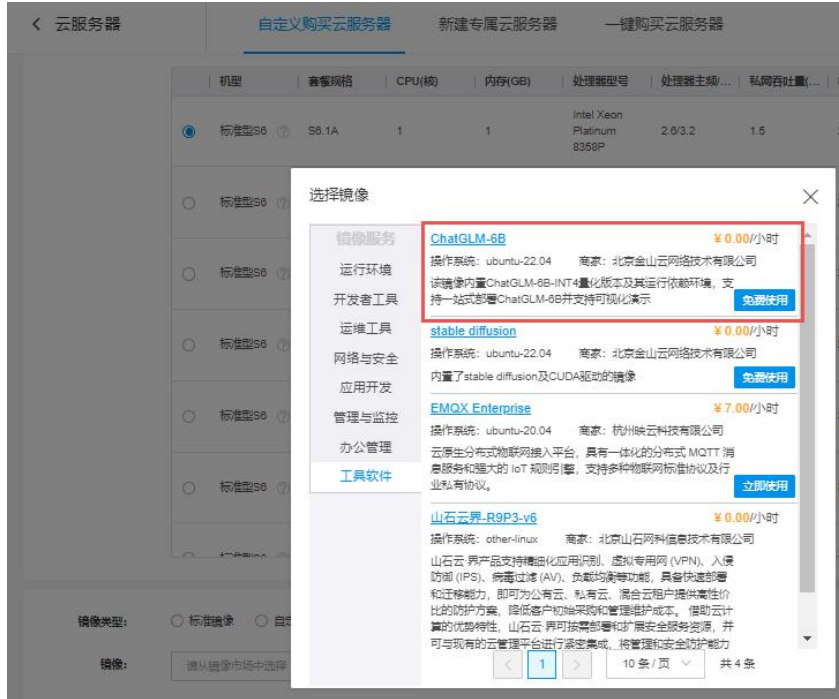 云服务器
自定义购买云服务器
新建专属云服务器
一键购买云服务器
机型 套餐规格 CPU(核) 内存(GB) 处理器型号 处理器主频/... 私网吞吐量(...
标准型S6 S6.1A 1 1 Intel Xeon Platinum 8358P 2.6/3.2 1.5
标准型S6
标准型S6
标准型S6
标准型S6
标准型S6
选择镜像
镜像服务
运行环境
开发者工具
运维工具
网络与安全
应用开发
管理与监控
办公管理
工具软件
ChatGLM-6B ¥0.00/小时
操作系统：ubuntu-22.04 商家：北京金山云网络技术有限公司
该镜像内置ChatGLM-6B-INT4量化版本及其运行依赖环境，支
持一站式部署ChatGLM-6B并支持可视化演示
免费使用
stable diffusion ¥0.00/小时
操作系统：ubuntu-22.04 商家：北京金山云网络技术有限公司
内置了stable diffusion及CUDA驱动的镜像
免费使用
EMQX Enterprise ¥7.00/小时
操作系统：ubuntu-20.04 商家：杭州映云科技有限公司
云原生分布式物联网接入平台，具有一体化的分布式 MQTT 消
息服务和强大的 IoT 规则引擎，支持多种物联网标准协议及行
业私有协议。
立即使用
山石云界-R9P3-v6 ¥0.00/小时
操作系统：other-linux 商家：北京山石网科信息技术有限公司
山石云·界产品支持精细化应用识别、虚拟专用网 (VPN)、入侵
防御 (IPS)、病毒过滤 (AV)、负载均衡等功能，具备快速部署
和迁移能力，即可为公有云、私有云、混合云租户提供高性价
比的防护方案，降低客户初始采购和管理维护成本。 借助云计
算的优势特性，山石云·界可按需部署和扩展安全服务资源，并
可与现有的云管理平台进行紧密集成，将管理和安全防护能力
1
10 条 / 页
共 4 条
镜像类型： 标准镜像
镜像： 请从镜像市场中选择